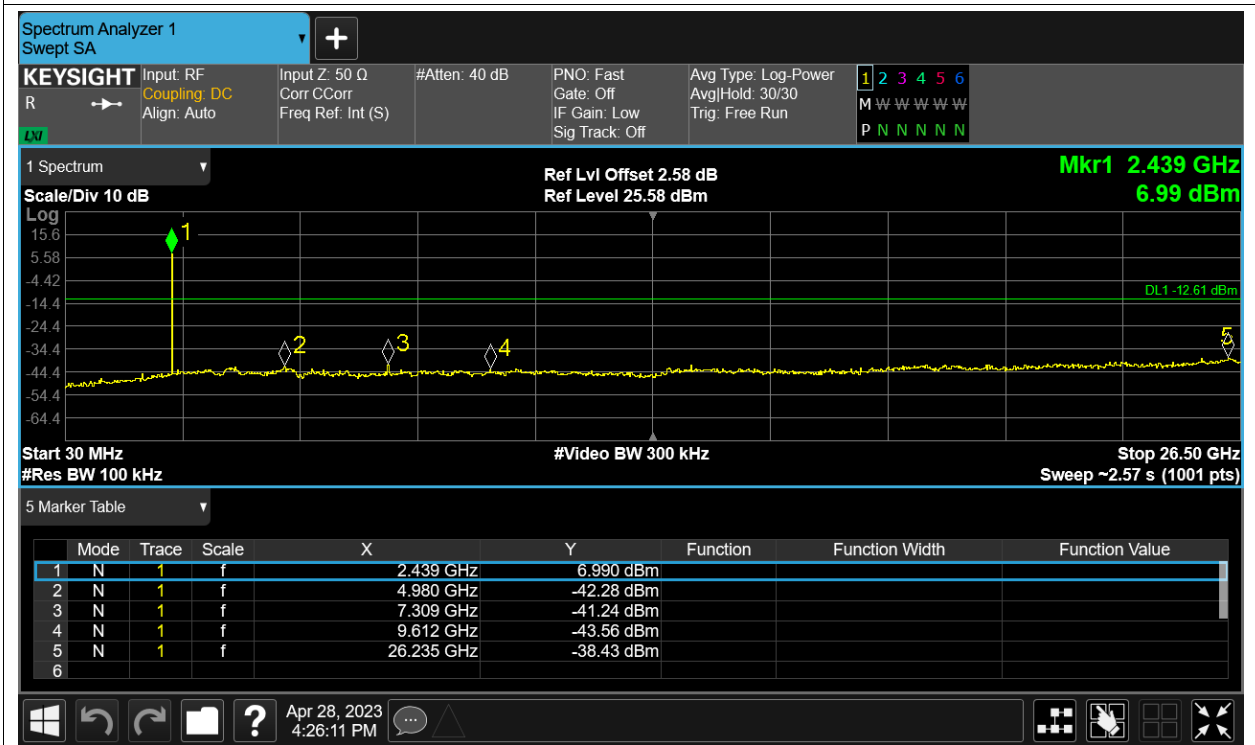 Spectrum Analyzer 1
Swept SA
+
KEYSIGHT Input: RF Input Z: 50 Ω #Atten: 40 dB PNO: Fast Avg Type: Log-Power 1 2 3 4 5 6
R Coupling: DC Corr CCorr Gate: Off Avg|Hold: 30/30 M W W W W W
Align: Auto Freq Ref: Int (S) IF Gain: Low Trig: Free Run
LXI Sig Track: Off P N N N N N
1 Spectrum
Ref Lvl Offset 2.58 dB Mkr1 2.439 GHz
Scale/Div 10 dB Ref Level 25.58 dBm 6.99 dBm
Log
15.6 1
5.58
-4.42
DL1 -12.61 dBm
-14.4
-24.4
2 3 4 5
-34.4
-44.4
-54.4
-64.4
Start 30 MHz #Video BW 300 kHz Stop 26.50 GHz
#Res BW 100 kHz Sweep ~2.57 s (1001 pts)
5 Marker Table
Mode Trace Scale X Y Function Function Width Function Value
1 N 1 f 2.439 GHz 6.990 dBm
2 N 1 f 4.980 GHz -42.28 dBm
3 N 1 f 7.309 GHz -41.24 dBm
4 N 1 f 9.612 GHz -43.56 dBm
5 N 1 f 26.235 GHz -38.43 dBm
6
? Apr 28, 2023
4:26:11 PM